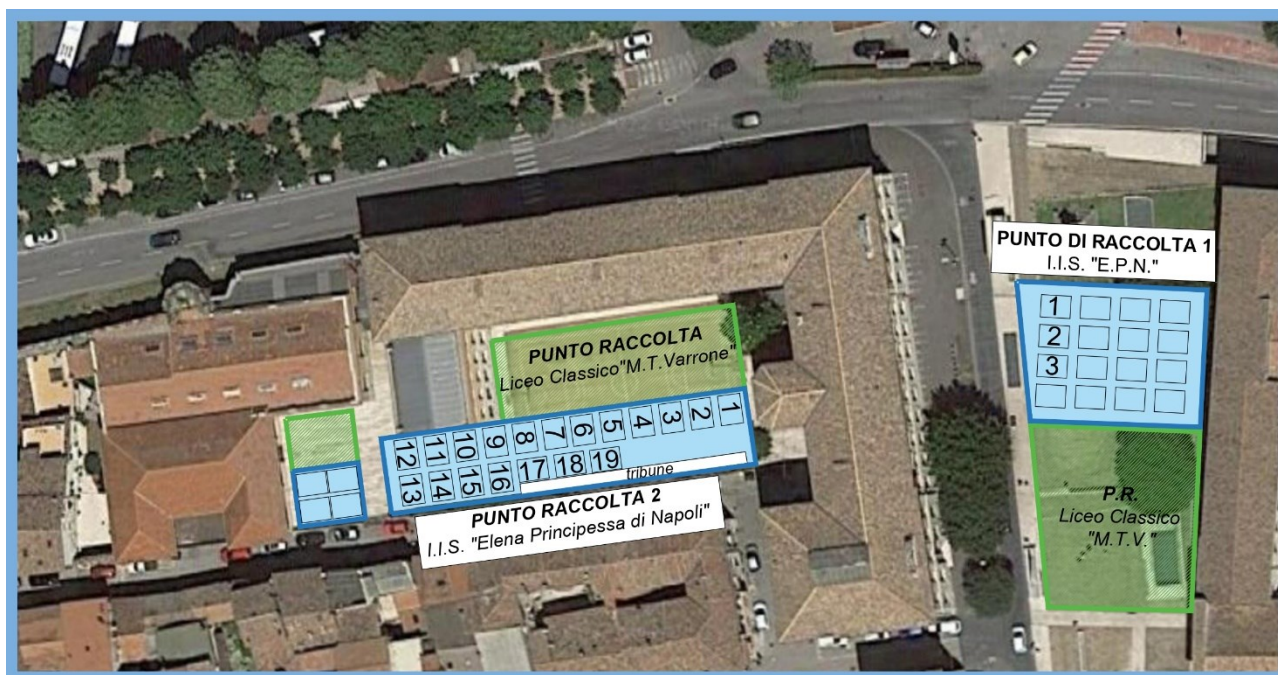 PUNTO DI RACCOLTA 1
I.I.S. "E.P.N."
1
2
3
PUNTO RACCOLTA
Liceo Classico"M.T.Varrone"
12 11 10 9 8 7 6 5 4 3 2 1
13 14 15 16 17 18 19
tribune
PUNTO RACCOLTA 2
I.I.S. "Elena Principessa di Napoli"
P.R.
Liceo Classico
"M.T.V."